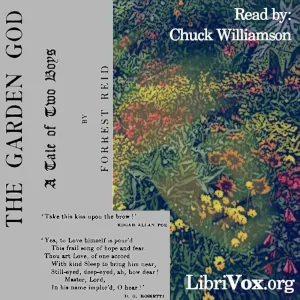 THE GARDEN GOD
A Tale of Two Boys
BY
FORREST REID
'Take this kiss upon the brow!'
EDGAR ALLAN POE.
'Yes, to Love himself is pour'd
This frail song of hope and fear
Thou art Love, of one accord
With kind Sleep to bring him near,
Still-eyed, deep-eyed, ah, how dear!
Master, Lord,
In his name implor'd, O hear!'
D. G. ROSSETTI
Read by:
Chuck Williamson
LibriVox.org